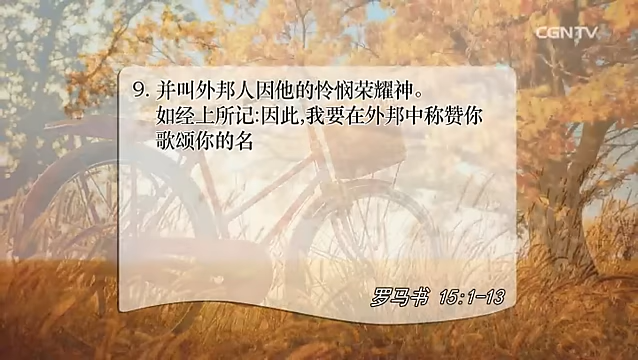 CGNTV
9. 并叫外邦人因他的怜悯荣耀神。
如经上所记:因此,我要在外邦中称赞你
歌颂你的名
罗马书 15:1-13